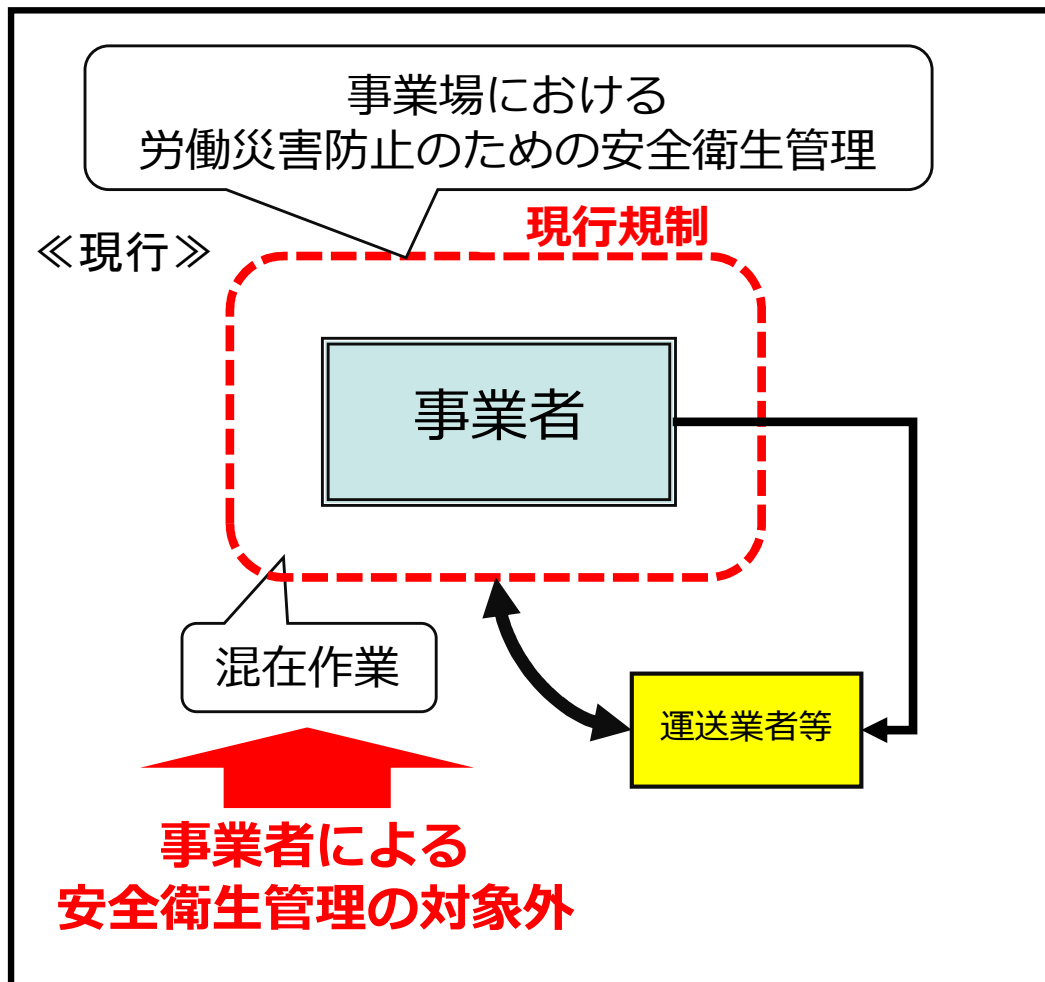 事業場における
労働災害防止のための安全衛生管理
現行規制
≪現行≫
事業者
混在作業
運送業者等
事業者による
安全衛生管理の対象外